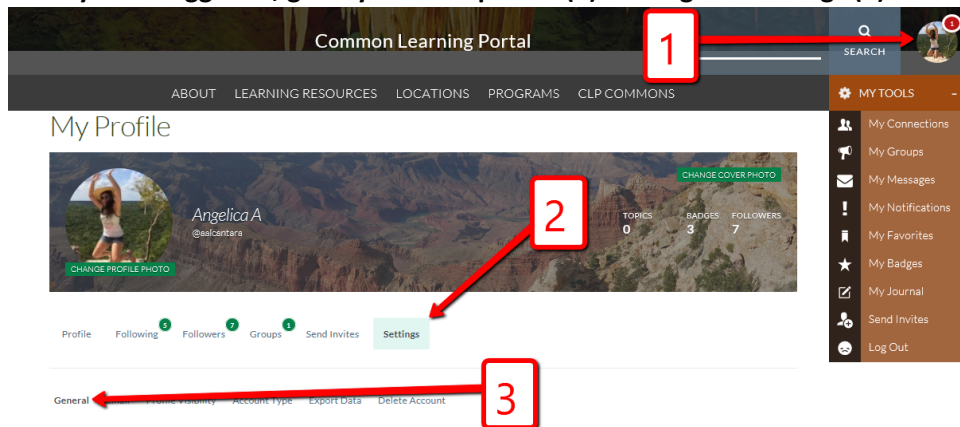 Common Learning Portal
1
1
SEARCH
ABOUT LEARNING RESOURCES LOCATIONS PROGRAMS CLP COMMONS
MY TOOLS -
My Connections
My Groups
My Messages
My Notifications
My Favorites
My Badges
My Journal
Send Invites
Log Out
My Profile
CHANGE COVER PHOTO
Angelica A
TOPICS BADGES FOLLOWERS
0 3 7
CHANGE PROFILE PHOTO
2
Profile Following 5 Followers 7 Groups 1 Send Invites Settings
General Profile Visibility Account Type Export Data Delete Account
3